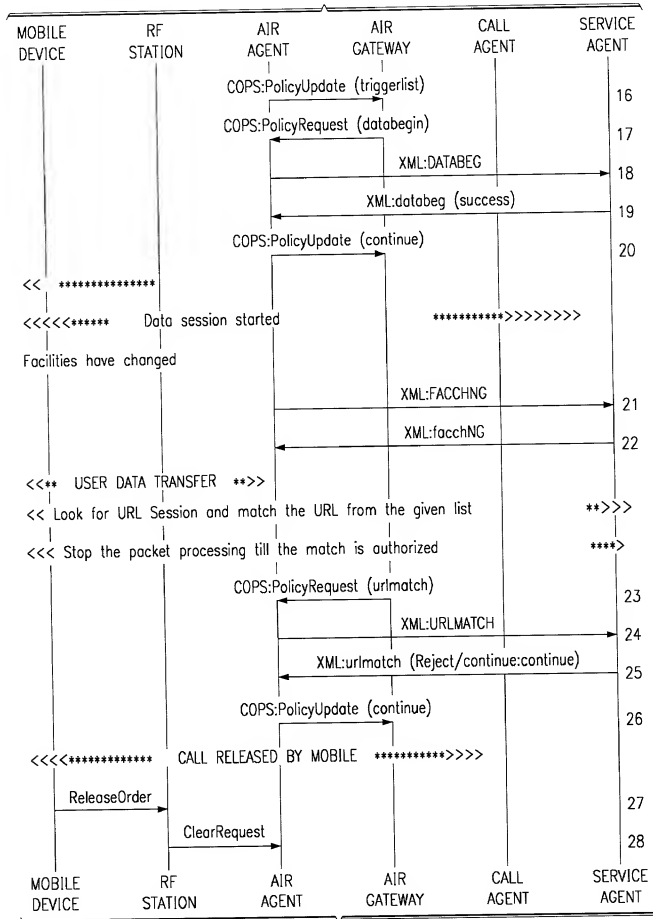 MOBILE DEVICE RF STATION AIR AGENT AIR GATEWAY CALL AGENT SERVICE AGENT
COPS:PolicyUpdate (triggerlist) 16
COPS:PolicyRequest (databegin) 17
XML:DATABEG 18
XML:databeg (success) 19
COPS:PolicyUpdate (continue) 20
<< ***************
<<<<<****** Data session started ***********>>>>>>>>
Facilities have changed
XML:FACCHNG 21
XML:facchNG 22
<<** USER DATA TRANSFER **>>
<< Look for URL Session and match the URL from the given list **>>>
<<< Stop the packet processing till the match is authorized ****>
COPS:PolicyRequest (urlmatch) 23
XML:URLMATCH 24
XML:urlmatch (Reject/continue:continue) 25
COPS:PolicyUpdate (continue) 26
<<<<************* CALL RELEASED BY MOBILE ***********>>>>
ReleaseOrder 27
ClearRequest 28
MOBILE DEVICE RF STATION AIR AGENT AIR GATEWAY CALL AGENT SERVICE AGENT